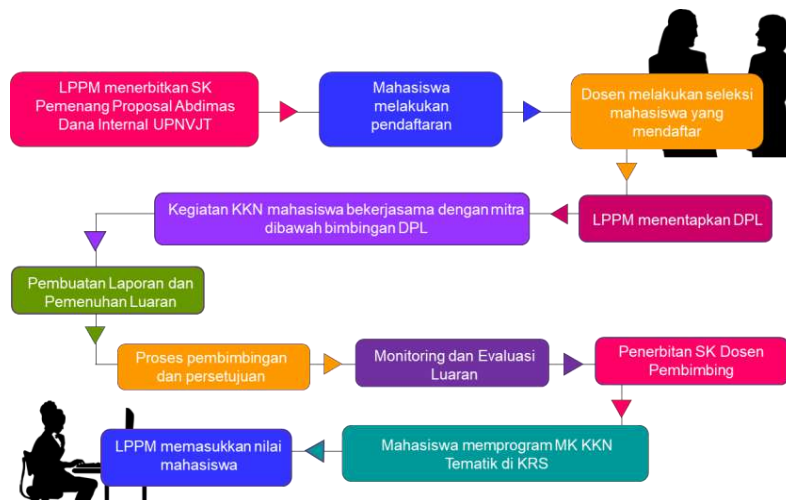 LPPM menerbitkan SK
Pemenang Proposal Abdimas
Dana Internal UPNVJT
Mahasiswa
melakukan
pendaftaran
Dosen melakukan seleksi
mahasiswa yang
mendaftar
LPPM menentapkan DPL
Kegiatan KKN mahasiswa bekerjasama dengan mitra
dibawah bimbingan DPL
Pembuatan Laporan dan
Pemenuhan Luaran
Proses pembimbingan
dan persetujuan
Monitoring dan Evaluasi
Luaran
Penerbitan SK Dosen
Pembimbing
Mahasiswa memprogram MK KKN
Tematik di KRS
LPPM memasukkan nilai
mahasiswa